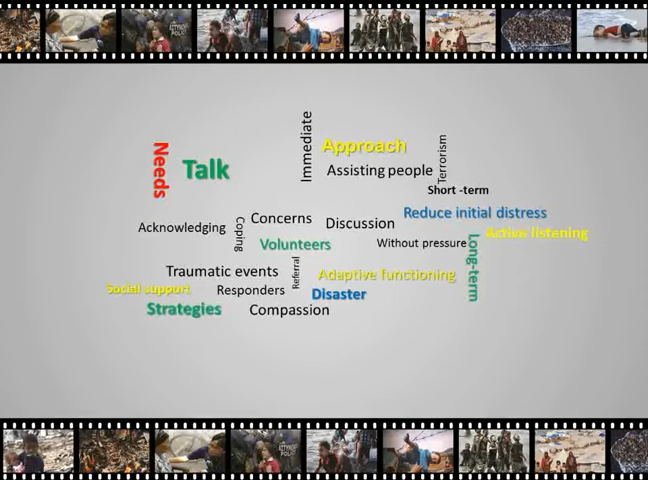 Immediate
Approach
Terrorism
Needs
Talk
Assisting people
Short -term
Reduce initial distress
Concerns
Discussion
Acknowledging
Coping
Active listening
Volunteers
Without pressure
Long-term
Traumatic events
Referral
Adaptive functioning
Social support
Responders
Disaster
Strategies
Compassion